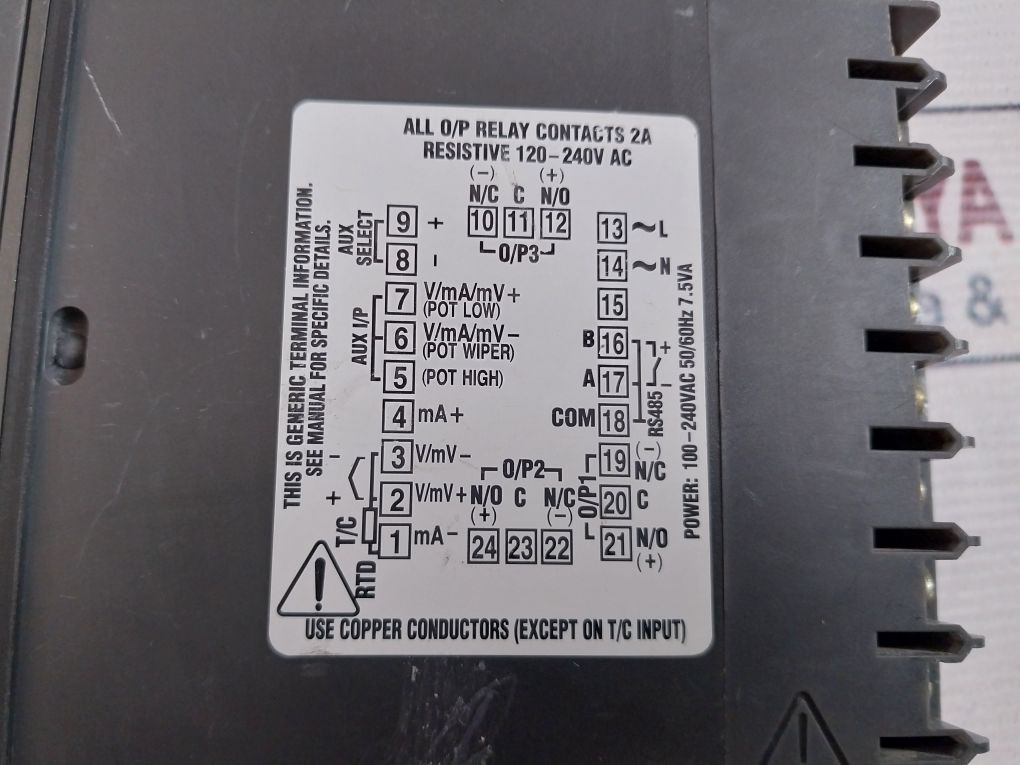 ALL O/P RELAY CONTACTS 2A
RESISTIVE 120-240V AC
THIS IS GENERIC TERMINAL INFORMATION.
SEE MANUAL FOR SPECIFIC DETAILS.
(-) (+)
N/C C N/O
10 11 12
O/P3
AUX SELECT
9 +
8 -
AUX I/P
7 V/mA/mV+
(POT LOW)
6 V/mA/mV-
(POT WIPER)
5 (POT HIGH)
4 mA+
- 3 V/mV-
+ 2 V/mV+
T/C
1 mA-
RTD
O/P2
N/O C N/C
(+) (-)
24 23 22
13 ~L
14 ~N
15
B 16 +
A 17 -
COM 18
RS485
O/P1
19 (-) N/C
20 C
21 N/O
(+)
POWER: 100-240VAC 50/60Hz 7.5VA
!
USE COPPER CONDUCTORS (EXCEPT ON T/C INPUT)
YA
&